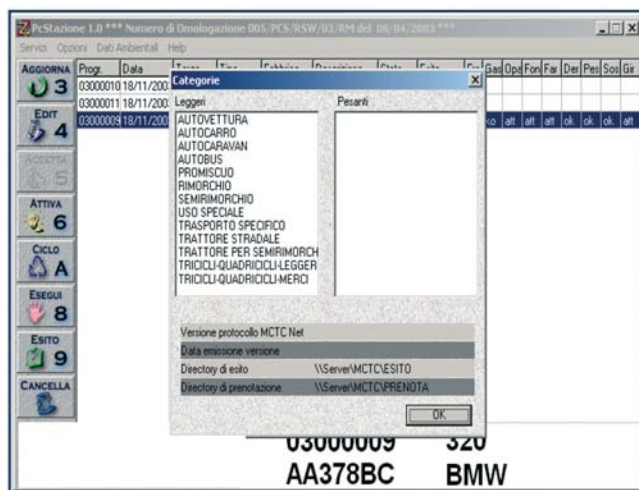 PcStazione 1.0 *** Numero di Omologazione 005/PCS/RSW/03/RM del 08/04/2003 ***
Servizi Opzioni Dati Ambientali Help
AGGIORNA 3
EDIT 4
ACCETTA 5
ATTIVA 6
CICLO A
ESEGUI 8
ESITO 9
CANCELLA
Progr. Data
Gas Opa Fon Far Der Pes Sos Gir
03000010 18/11/200
03000011 18/11/200
03000009 18/11/200 att att att ok ok ok att
Categorie
Leggeri Pesanti
AUTOVETTURA
AUTOCARRO
AUTOCARAVAN
AUTOBUS
PROMISCUO
RIMORCHIO
SEMIRIMORCHIO
USO SPECIALE
TRASPORTO SPECIFICO
TRATTORE STRADALE
TRATTORE PER SEMIRIMORCH
TRICICLI-QUADRICICLI-LEGGER
TRICICLI-QUADRICICLI-MERCI
Versione protocollo MCTC Net
Data emissione versione
Directory di esito \\Server\MCTC\ESITO
Directory di prenotazione \\Server\MCTC\PRENOTA
OK
03000009 320
AA378BC BMW